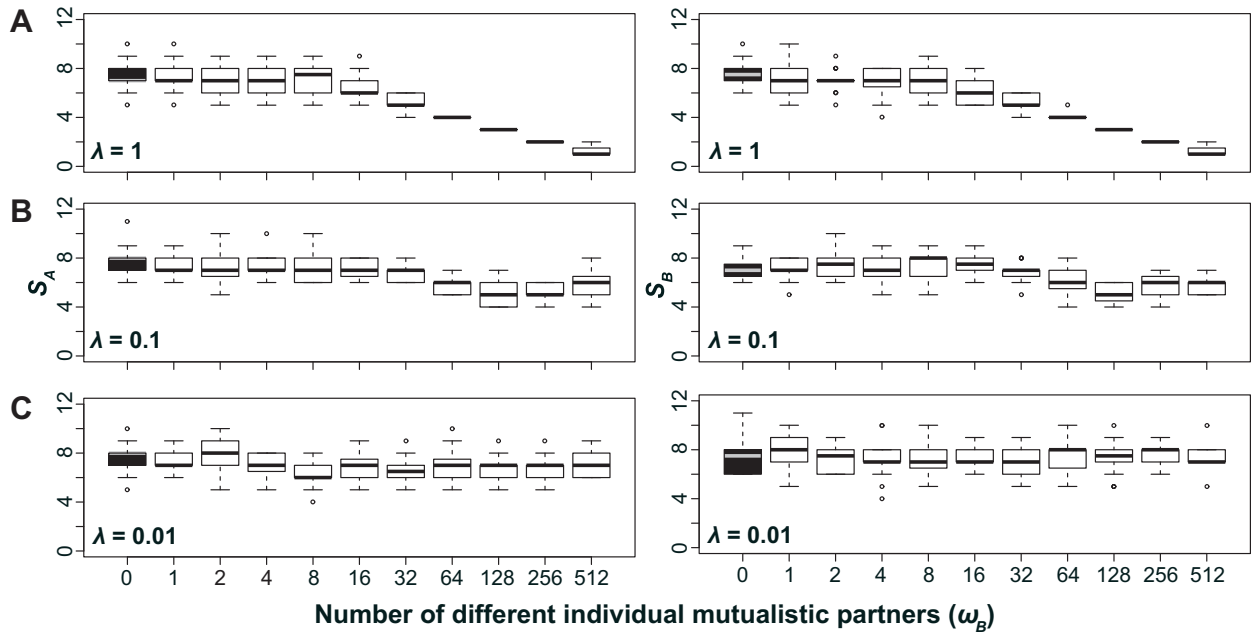 A
12
8
4
0
λ = 1
12
8
4
0
λ = 1
B
12
8
4
0
S_A
λ = 0.1
12
8
4
0
S_B
λ = 0.1
C
12
8
4
0
λ = 0.01
12
8
4
0
λ = 0.01
0 1 2 4 8 16 32 64 128 256 512
0 1 2 4 8 16 32 64 128 256 512
Number of different individual mutualistic partners (ω_B)